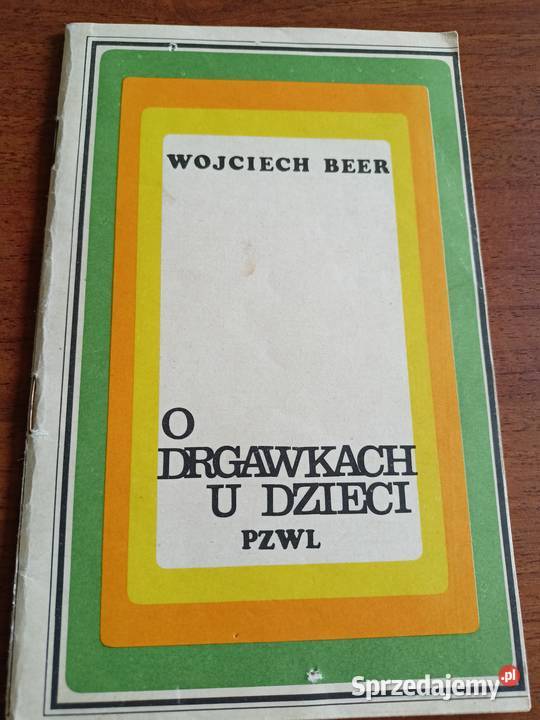 WOJCIECH BEER
O
DRGAWKACH
U DZIECI
PZWL
Sprzedajemy.pl